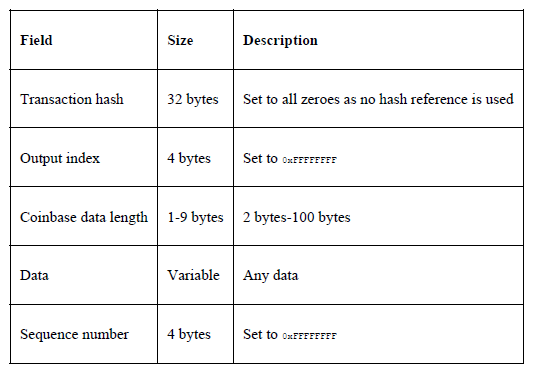 Field Size Description
Transaction hash 32 bytes Set to all zeroes as no hash reference is used
Output index 4 bytes Set to 0xFFFFFFFF
Coinbase data length 1-9 bytes 2 bytes-100 bytes
Data Variable Any data
Sequence number 4 bytes Set to 0xFFFFFFFF